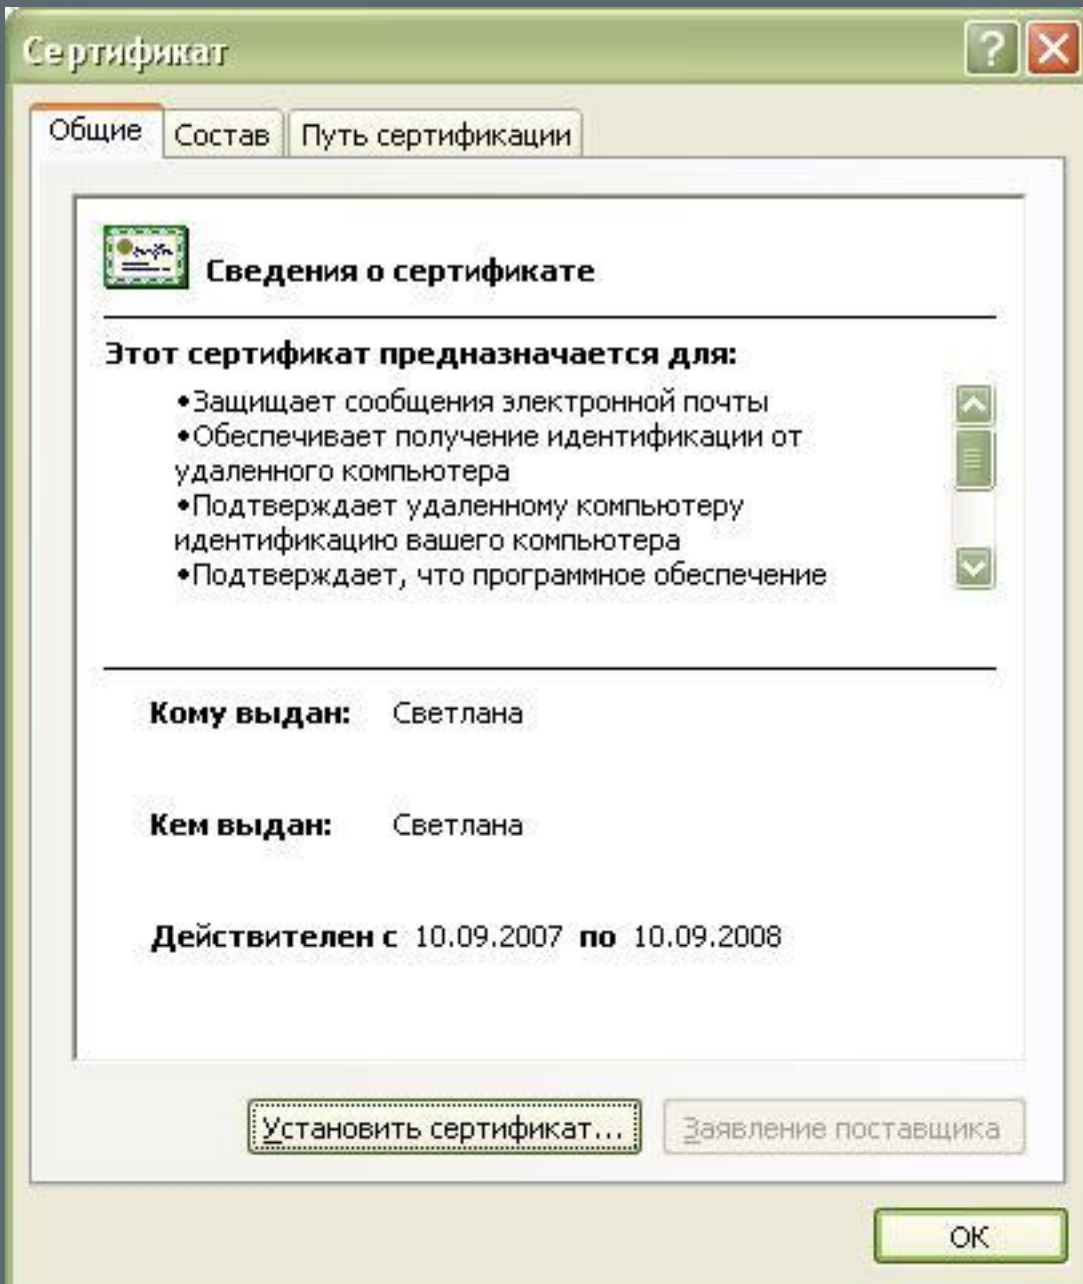 Сертификат
Общие Состав Путь сертификации
Сведения о сертификате
Этот сертификат предназначается для:
•Защищает сообщения электронной почты
•Обеспечивает получение идентификации от
удаленного компьютера
•Подтверждает удаленному компьютеру
идентификацию вашего компьютера
•Подтверждает, что программное обеспечение
Кому выдан: Светлана
Кем выдан: Светлана
Действителен с 10.09.2007 по 10.09.2008
Установить сертификат... Заявление поставщика
ОК